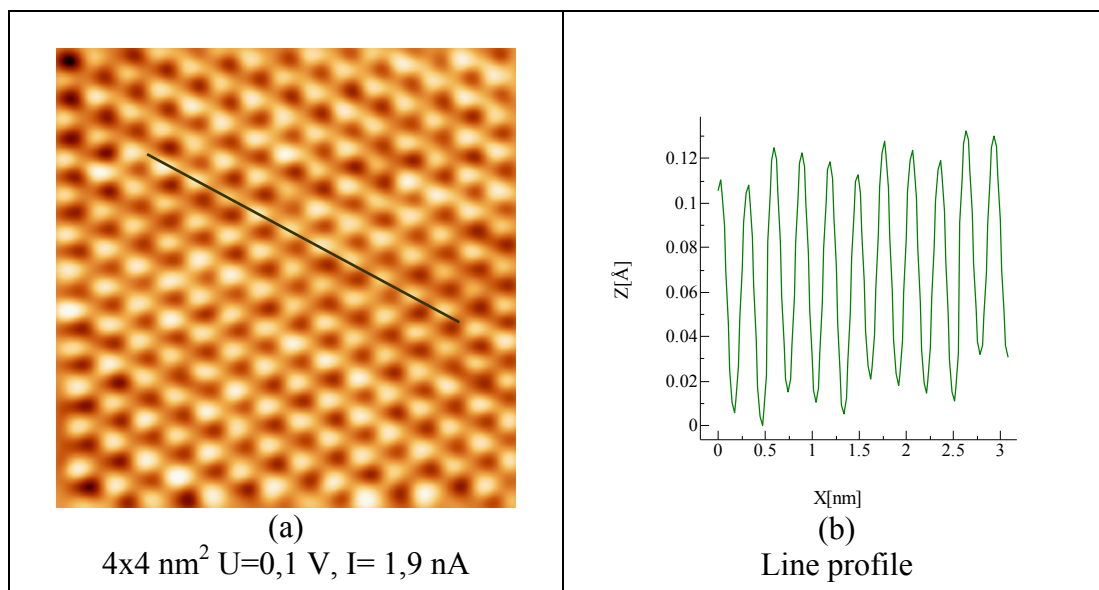 (a)
4x4 nm² U=0,1 V, I= 1,9 nA
Z[Å]
0.12
0.1
0.08
0.06
0.04
0.02
0
0 0.5 1 1.5 2 2.5 3
X[nm]
(b)
Line profile